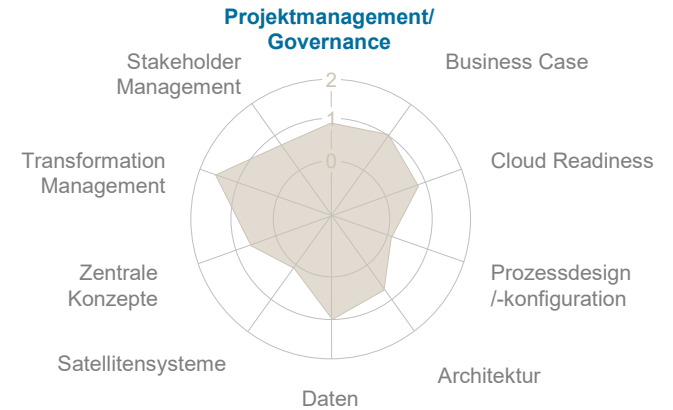 Projektmanagement/
Governance
Stakeholder
Management
Business Case
2
1
0
Transformation
Management
Cloud Readiness
Zentrale
Konzepte
Prozessdesign
/-konfiguration
Satellitensysteme
Architektur
Daten